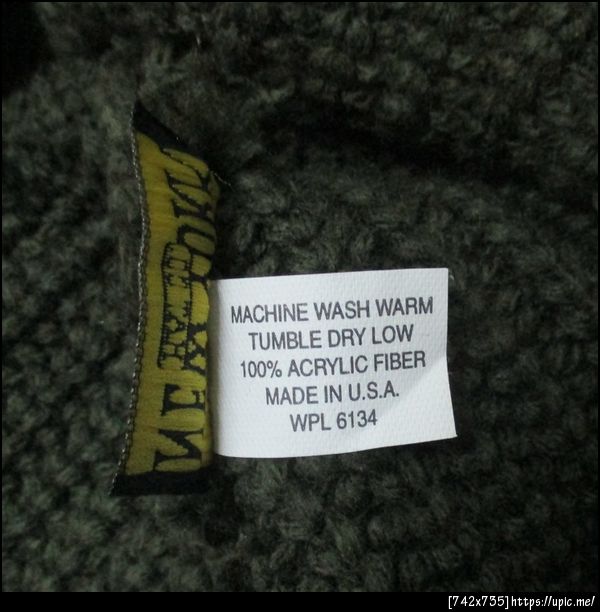 MACHINE WASH WARM
TUMBLE DRY LOW
100% ACRYLIC FIBER
MADE IN U.S.A.
WPL 6134
[742x735]https://upic.me/